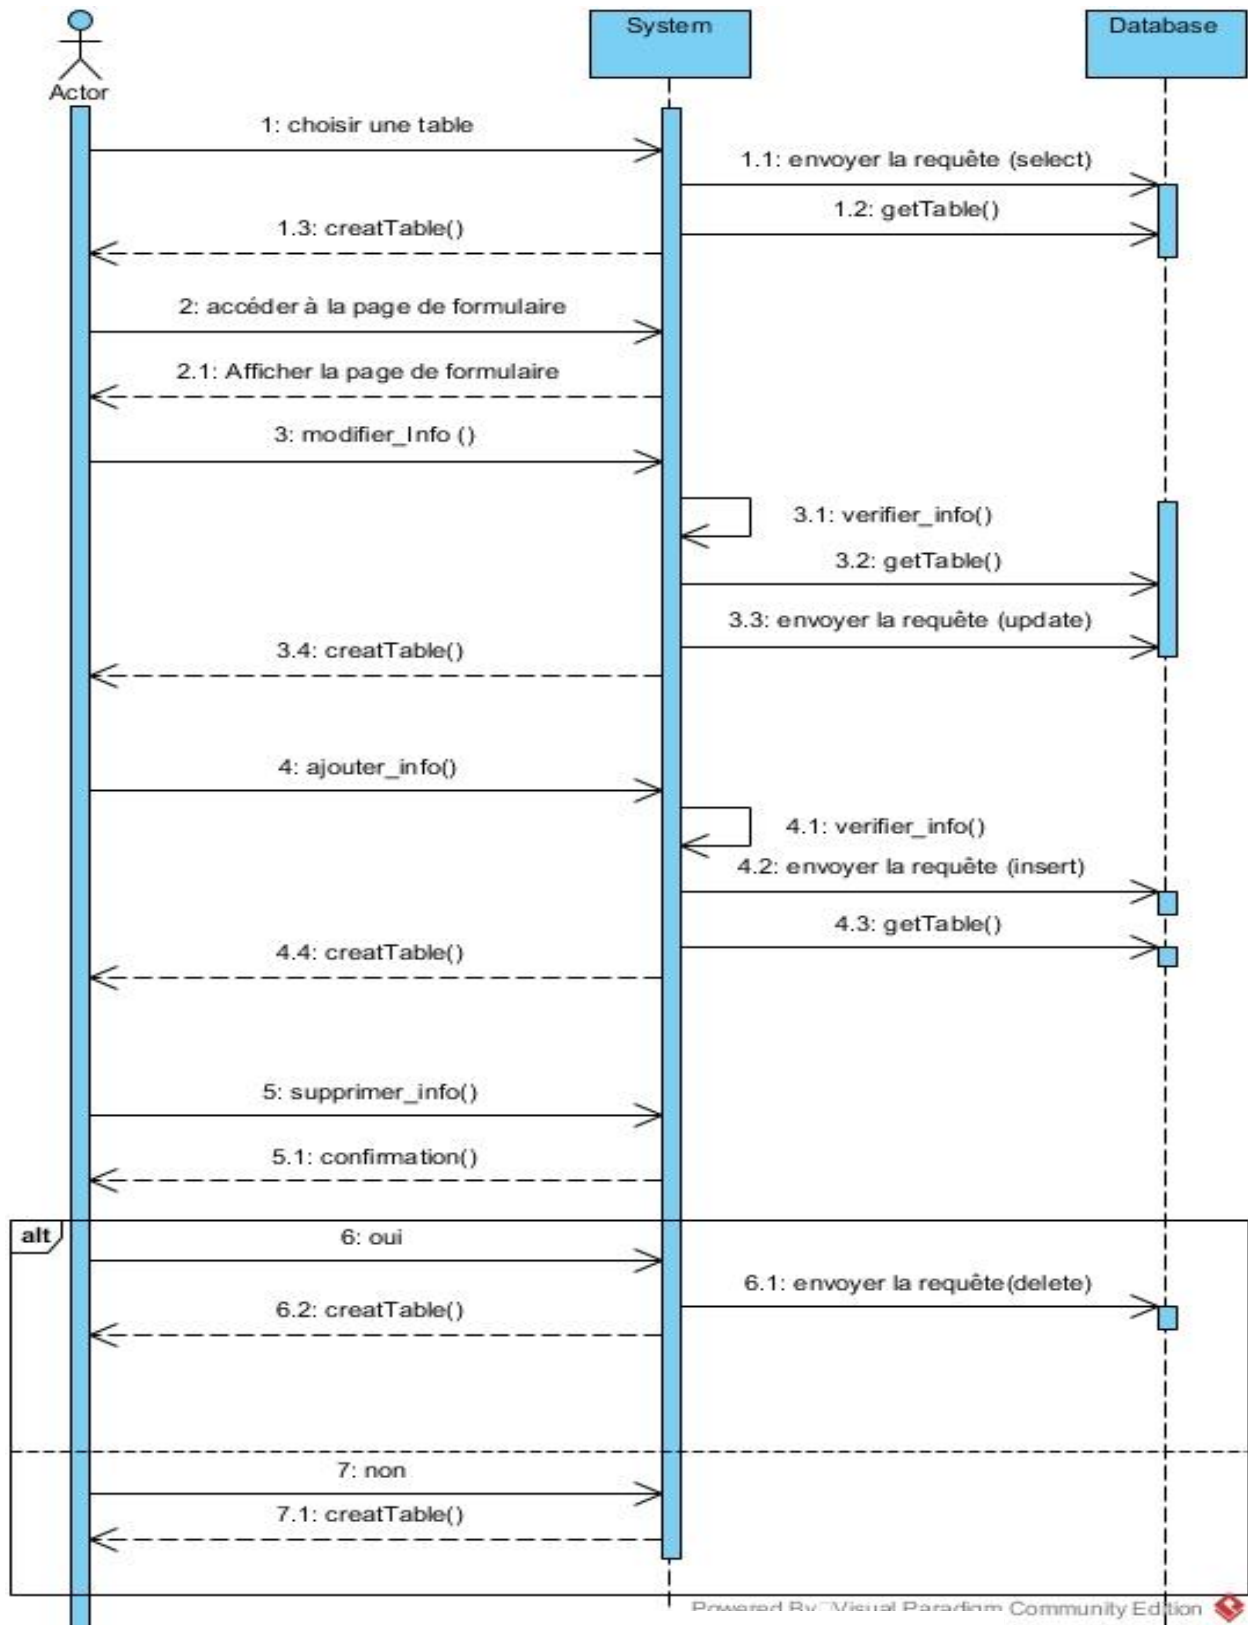 System
Database
Actor
1: choisir une table
1.1: envoyer la requête (select)
1.2: getTable()
1.3: creatTable()
2: accéder à la page de formulaire
2.1: Afficher la page de formulaire
3: modifier_Info ()
3.1: verifier_info()
3.2: getTable()
3.3: envoyer la requête (update)
3.4: creatTable()
4: ajouter_info()
4.1: verifier_info()
4.2: envoyer la requête (insert)
4.3: getTable()
4.4: creatTable()
5: supprimer_info()
5.1: confirmation()
alt
6: oui
6.1: envoyer la requête(delete)
6.2: creatTable()
7: non
7.1: creatTable()
Powered By Visual Paradigm Community Edition